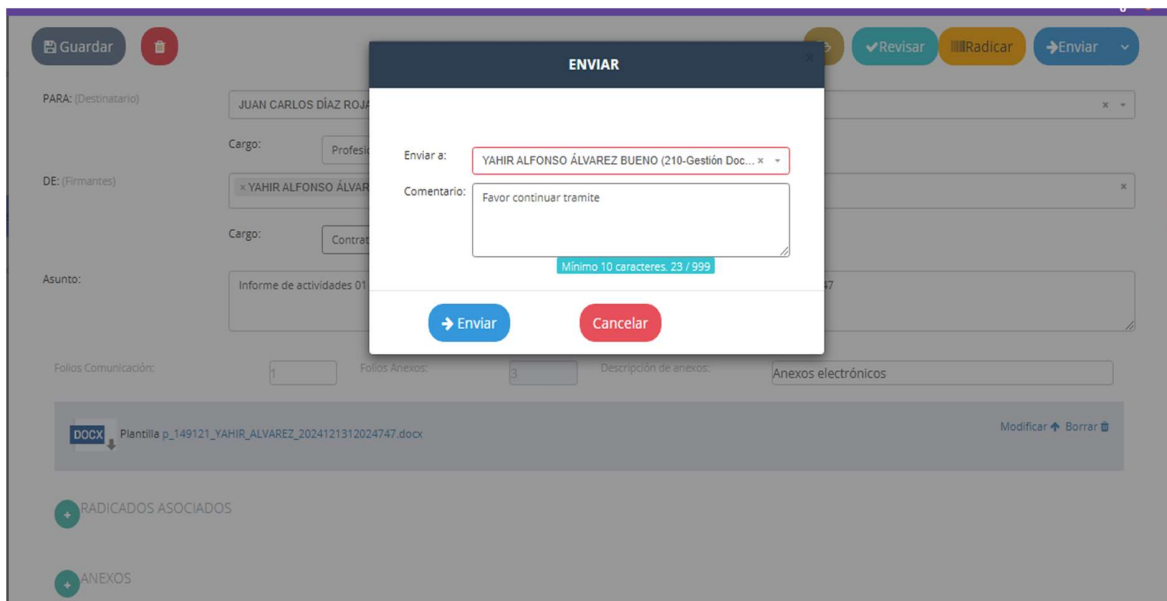 Guardar
Revisar
Radicar
Enviar
ENVIAR
×
PARA: (Destinatario)
JUAN CARLOS DÍAZ ROJA
Cargo:
Enviar a:
YAHIR ALFONSO ÁLVAREZ BUENO (210-Gestión Doc... ×
DE: (Firmantes)
× YAHIR ALFONSO ÁLVAR
Comentario:
Favor continuar tramite
Cargo:
Contrat
Mínimo 10 caracteres. 23 / 999
Asunto:
Informe de actividades 01
47
Enviar
Cancelar
Folios Comunicación:
1
Folios Anexos:
3
Descripción de anexos:
Anexos electrónicos
DOCX Plantilla p_149121_YAHIR_ALVAREZ_2024121312024747.docx
Modificar Borrar
+ RADICADOS ASOCIADOS
+ ANEXOS